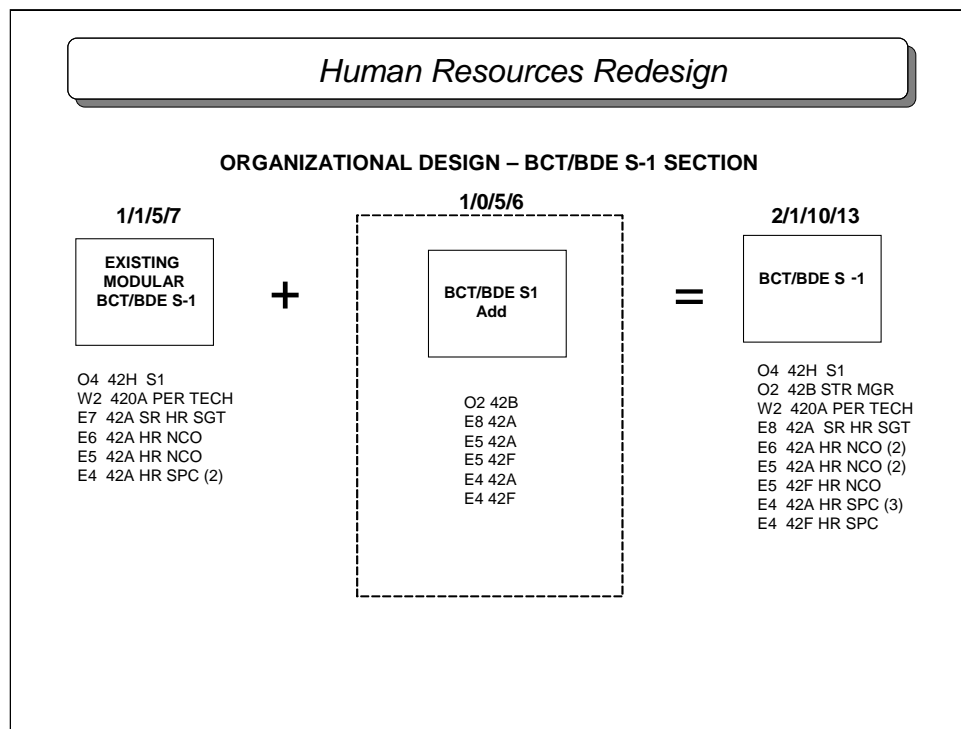 Human Resources Redesign
ORGANIZATIONAL DESIGN – BCT/BDE S-1 SECTION
1/1/5/7
EXISTING
MODULAR
BCT/BDE S-1
O4 42H S1
W2 420A PER TECH
E7 42A SR HR SGT
E6 42A HR NCO
E5 42A HR NCO
E4 42A HR SPC (2)
+
1/0/5/6
BCT/BDE S1
Add
O2 42B
E8 42A
E5 42A
E5 42F
E4 42A
E4 42F
=
2/1/10/13
BCT/BDE S -1
O4 42H S1
O2 42B STR MGR
W2 420A PER TECH
E8 42A SR HR SGT
E6 42A HR NCO (2)
E5 42A HR NCO (2)
E5 42F HR NCO
E4 42A HR SPC (3)
E4 42F HR SPC